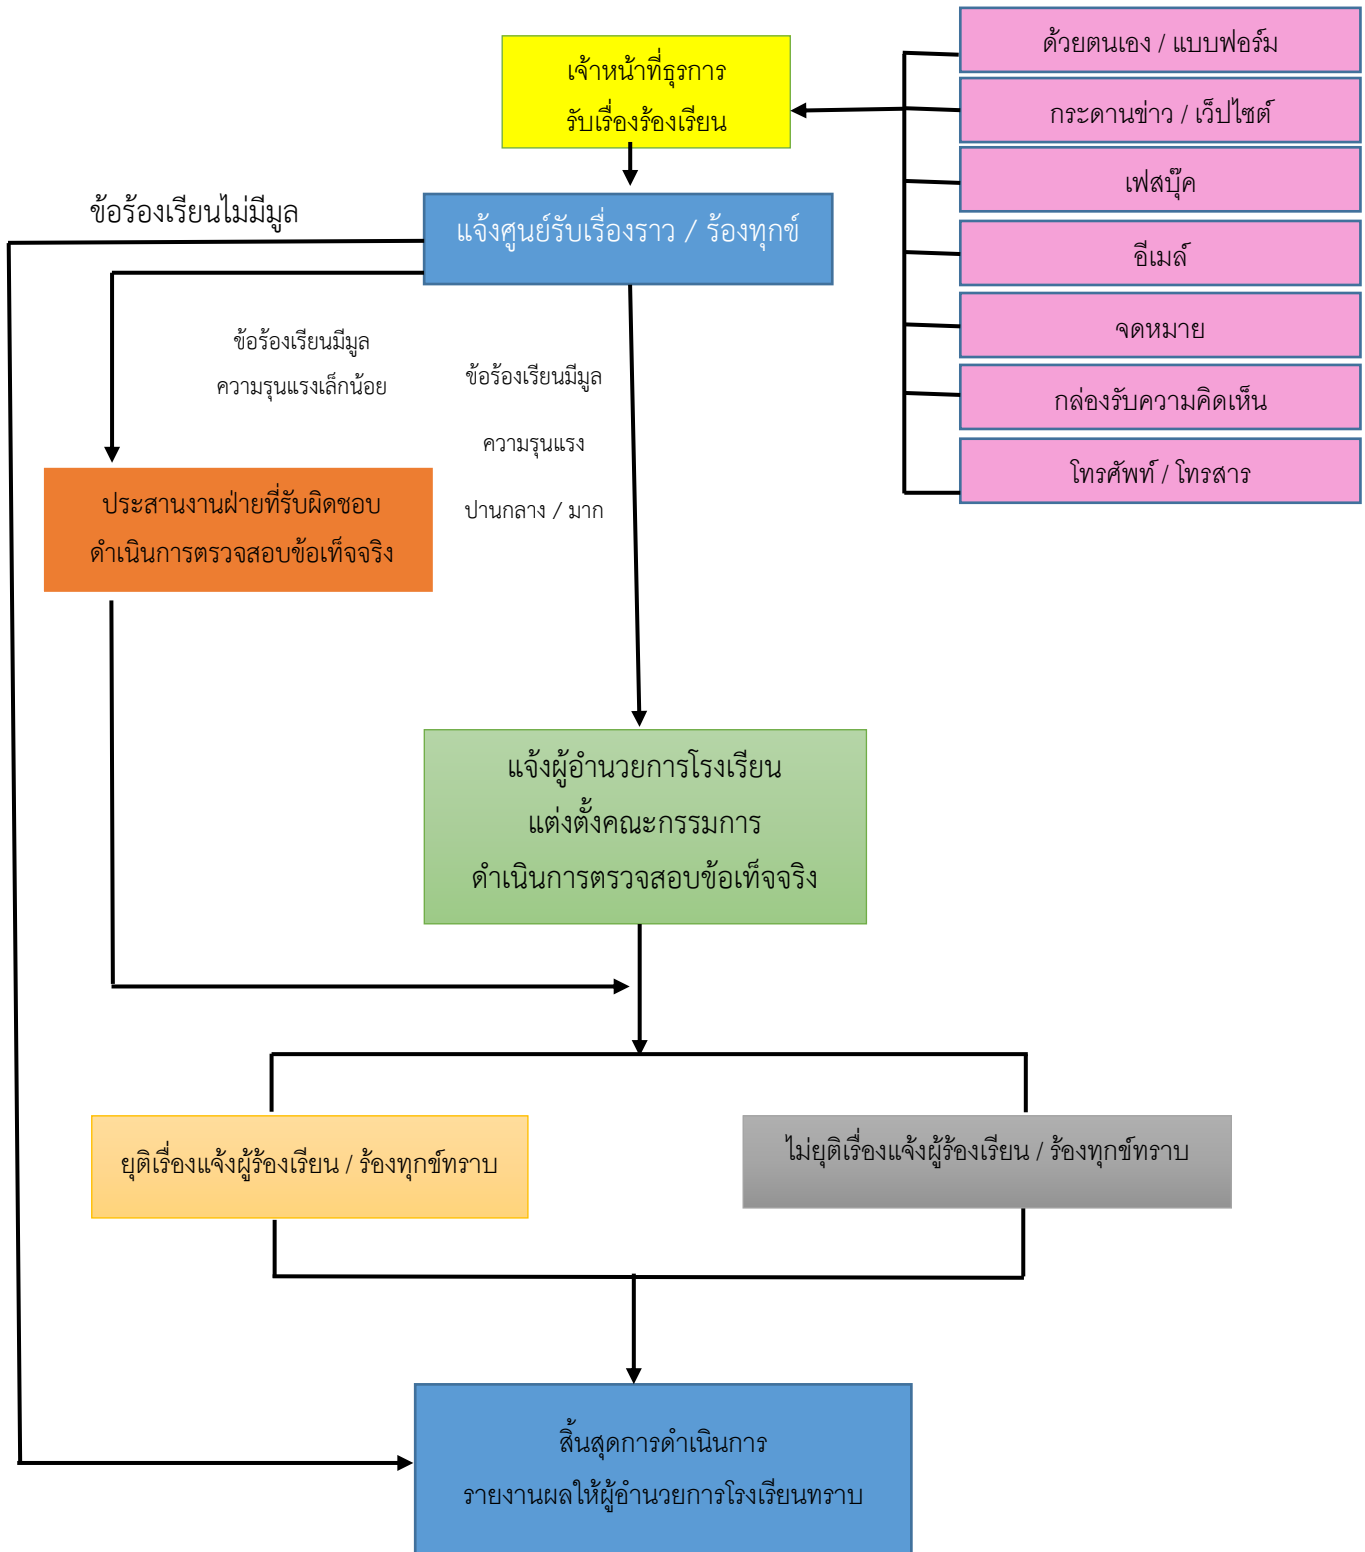 เจ้าหน้าที่ธุรการ
รับเรื่องร้องเรียน
ด้วยตนเอง / แบบฟอร์ม
กระดานข่าว / เว็ปไซต์
เฟสบุ๊ค
อีเมล์
จดหมาย
กล่องรับความคิดเห็น
โทรศัพท์ / โทรสาร
ข้อร้องเรียนไม่มีมูล
แจ้งศูนย์รับเรื่องราว / ร้องทุกข์
ข้อร้องเรียนมีมูล
ความรุนแรงเล็กน้อย
ข้อร้องเรียนมีมูล
ความรุนแรง
ปานกลาง / มาก
ประสานงานฝ่ายที่รับผิดชอบ
ดำเนินการตรวจสอบข้อเท็จจริง
แจ้งผู้อำนวยการโรงเรียน
แต่งตั้งคณะกรรมการ
ดำเนินการตรวจสอบข้อเท็จจริง
ยุติเรื่องแจ้งผู้ร้องเรียน / ร้องทุกข์ทราบ
ไม่ยุติเรื่องแจ้งผู้ร้องเรียน / ร้องทุกข์ทราบ
สิ้นสุดการดำเนินการ
รายงานผลให้ผู้อำนวยการโรงเรียนทราบ